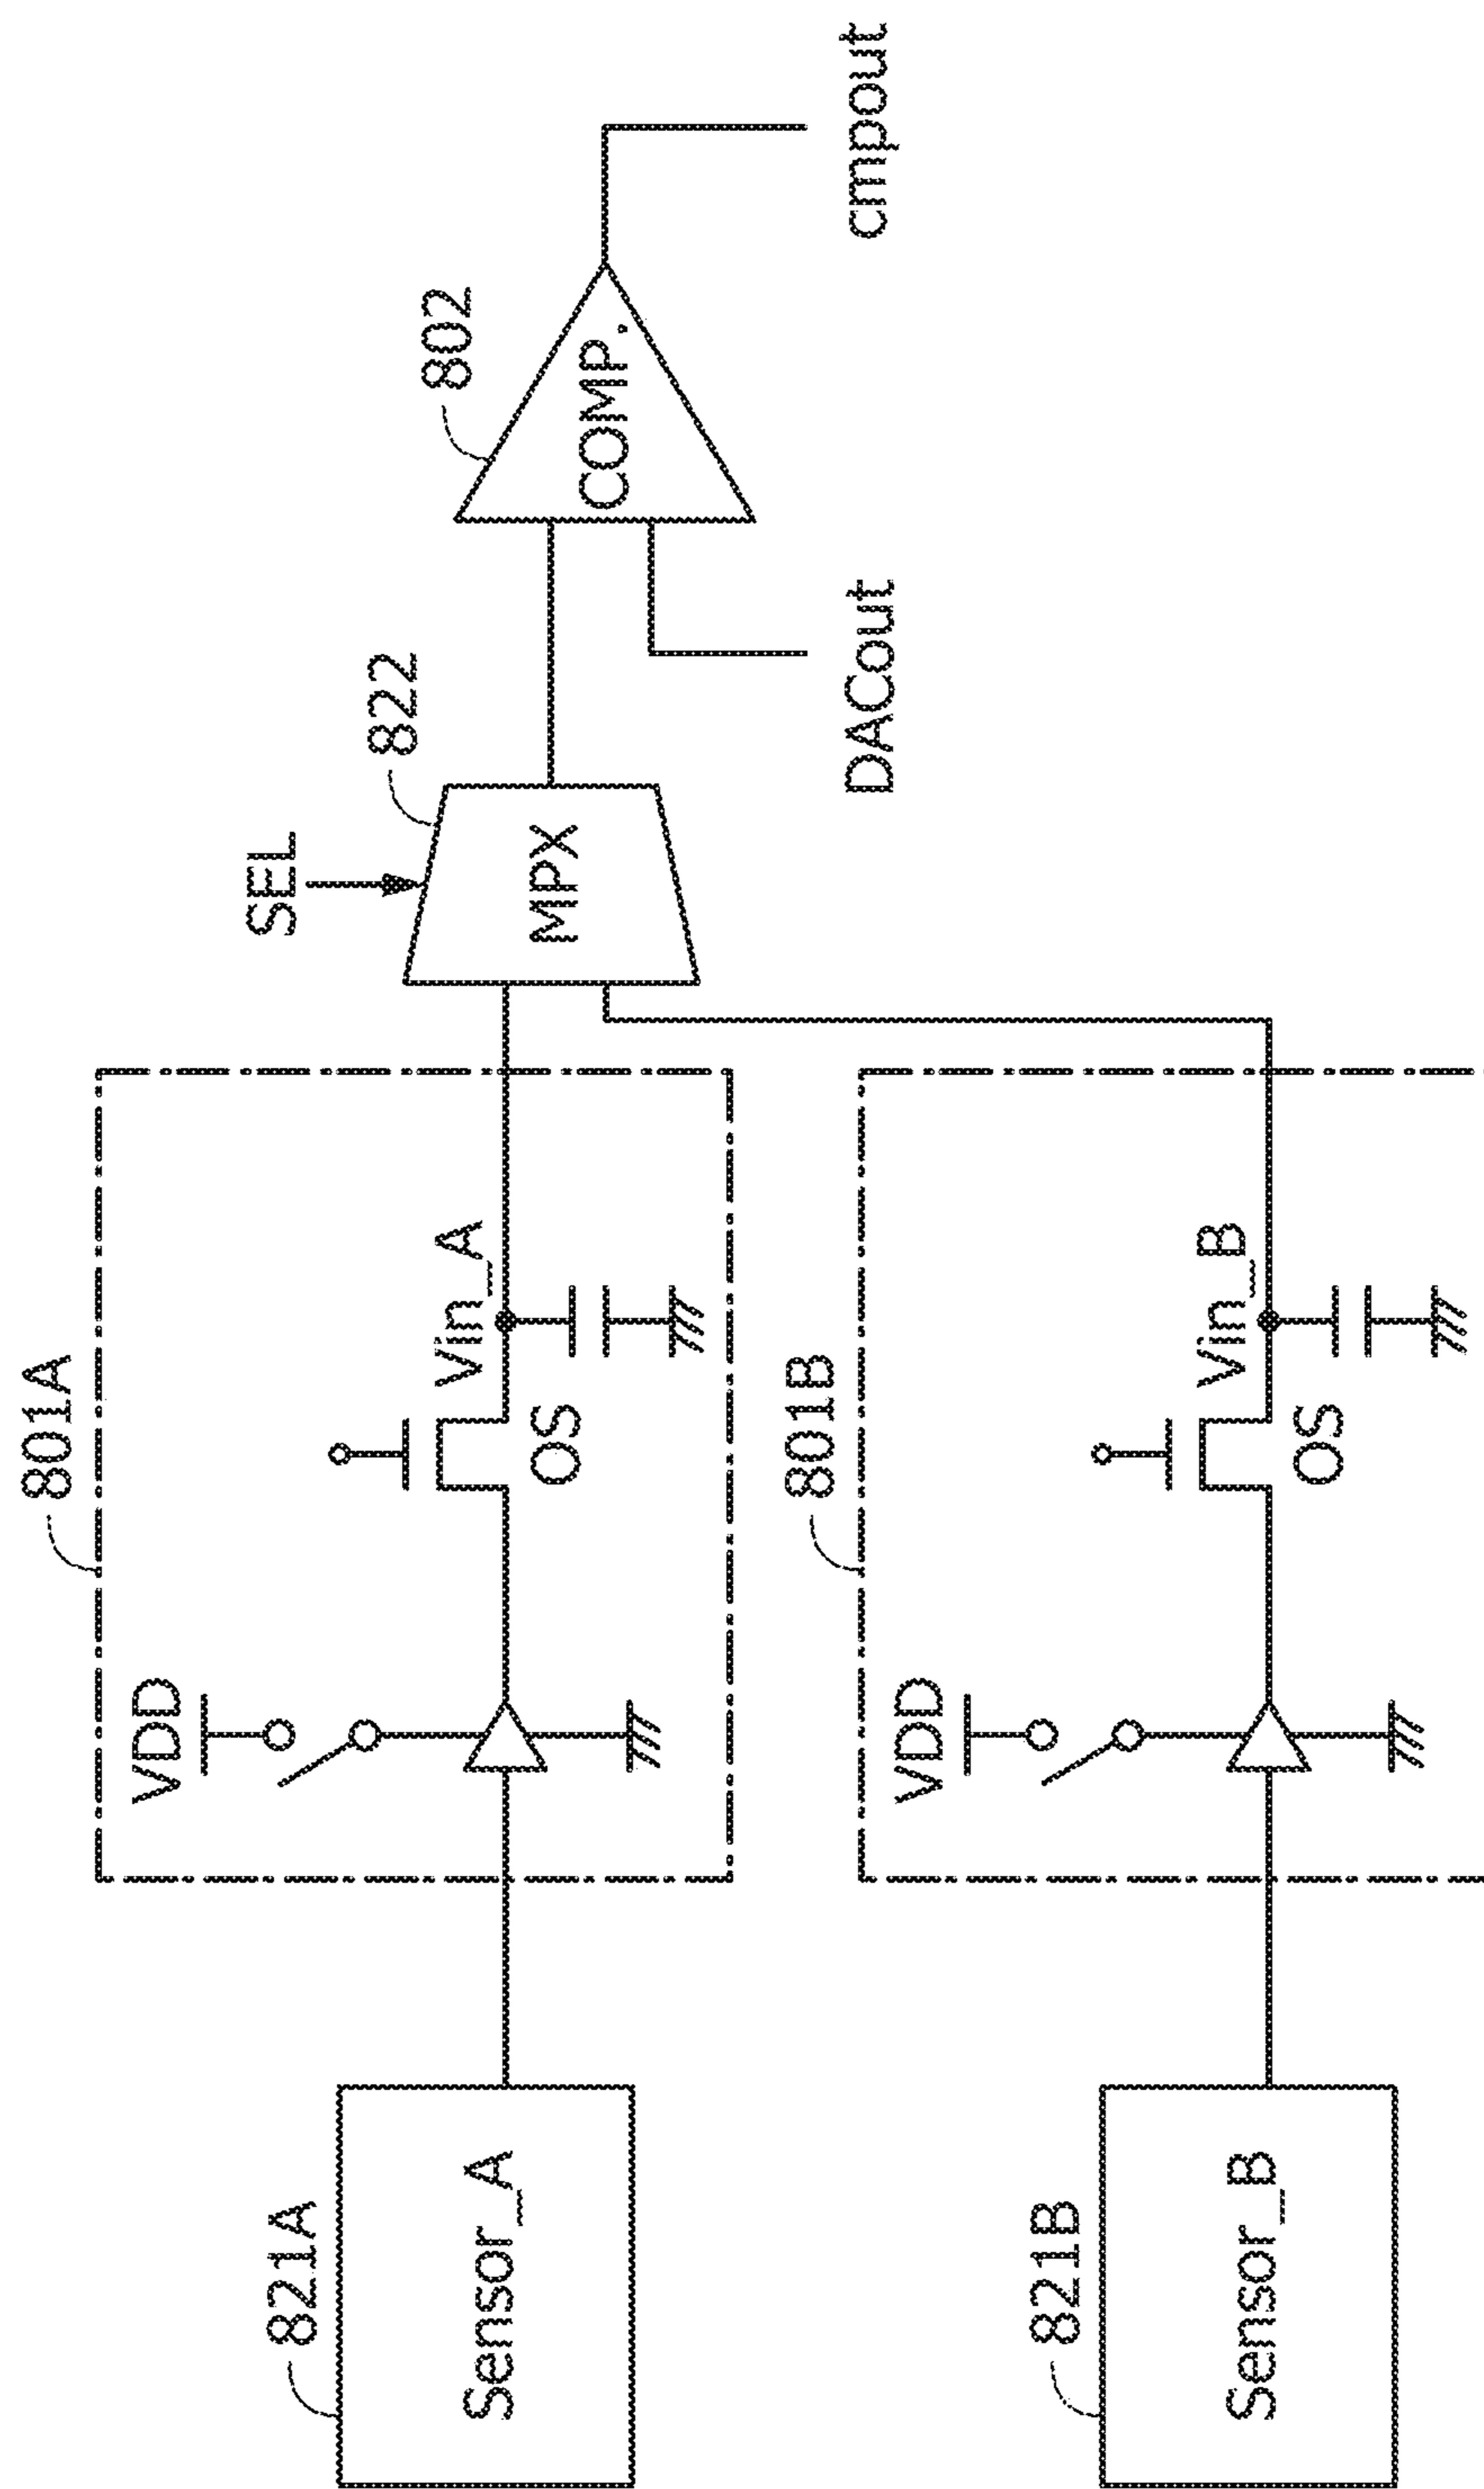 821A
Sensor_A
801A
VDD
OS
Vin_A
SEL
822
MPX
802
COMP.
cmpout
DACout
821B
Sensor_B
801B
VDD
OS
Vin_B